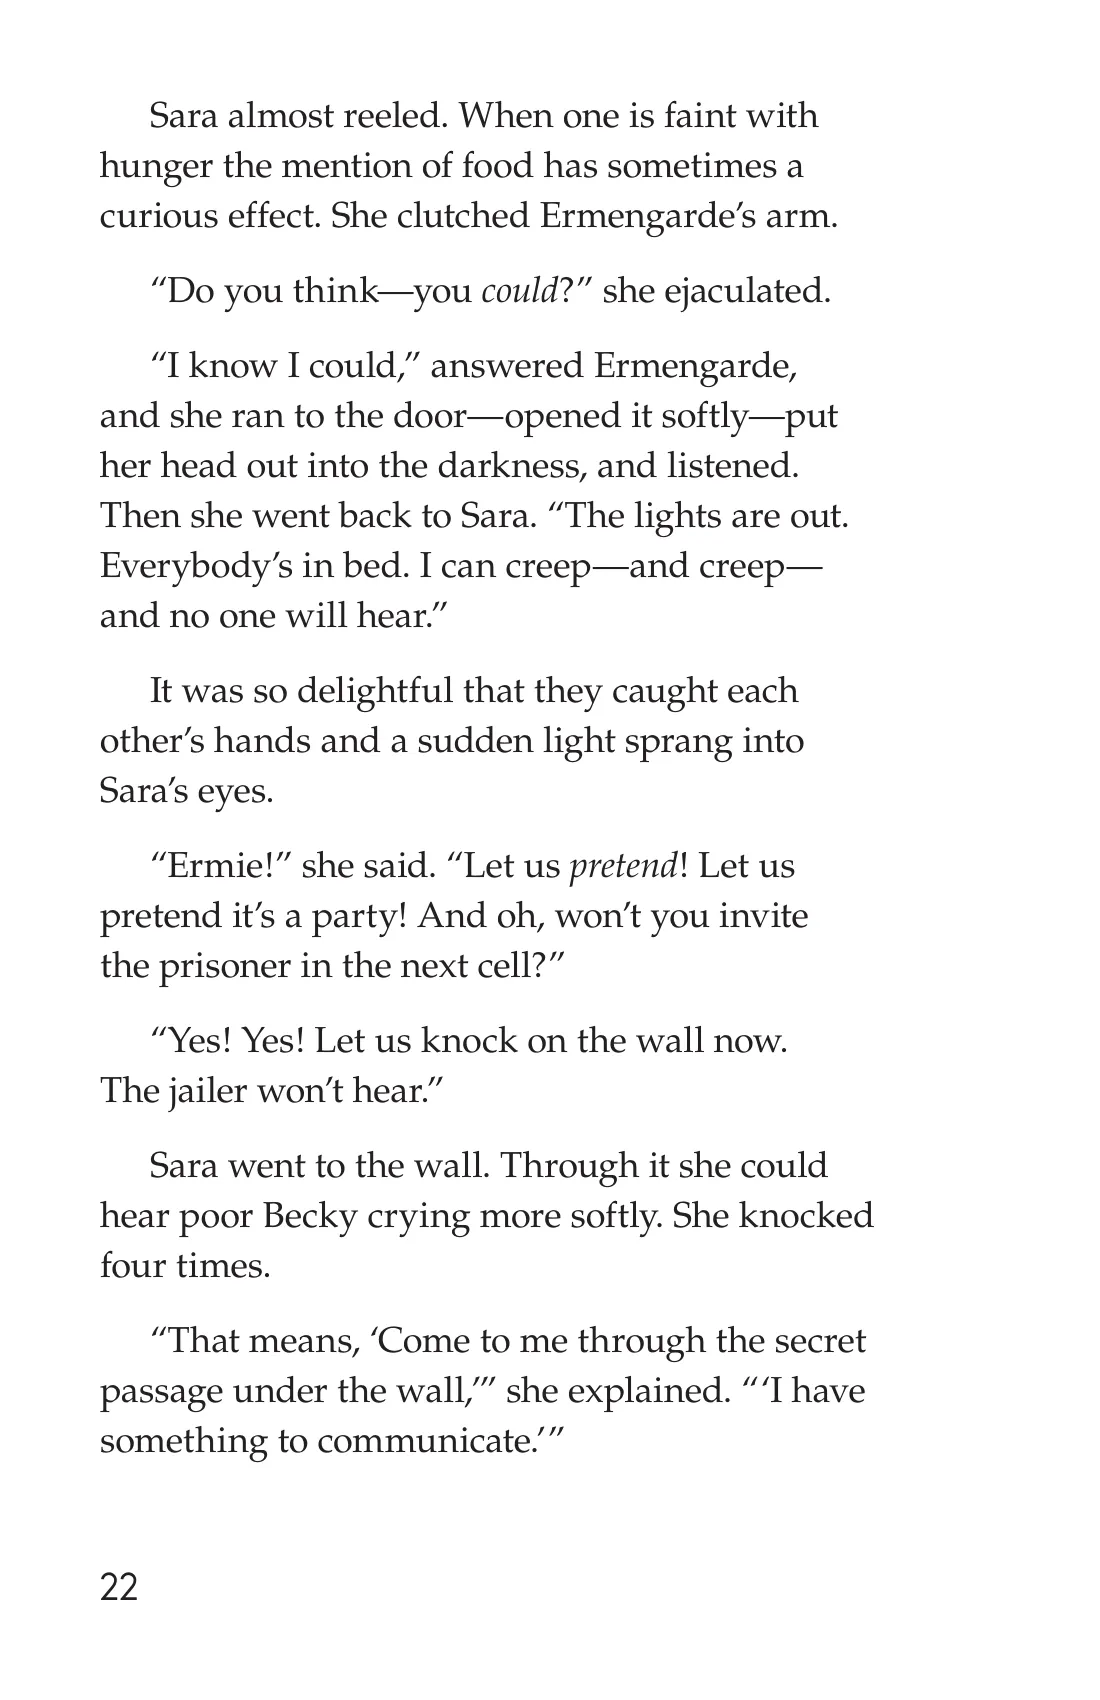 Sara almost reeled. When one is faint with
hunger the mention of food has sometimes a
curious effect. She clutched Ermengarde’s arm.
“Do you think—you could?” she ejaculated.
“I know I could,” answered Ermengarde,
and she ran to the door—opened it softly—put
her head out into the darkness, and listened.
Then she went back to Sara. “The lights are out.
Everybody’s in bed. I can creep—and creep—
and no one will hear.”
It was so delightful that they caught each
other’s hands and a sudden light sprang into
Sara’s eyes.
“Ermie!” she said. “Let us pretend! Let us
pretend it’s a party! And oh, won’t you invite
the prisoner in the next cell?”
“Yes! Yes! Let us knock on the wall now.
The jailer won’t hear.”
Sara went to the wall. Through it she could
hear poor Becky crying more softly. She knocked
four times.
“That means, ‘Come to me through the secret
passage under the wall,’” she explained. “‘I have
something to communicate.’”
22